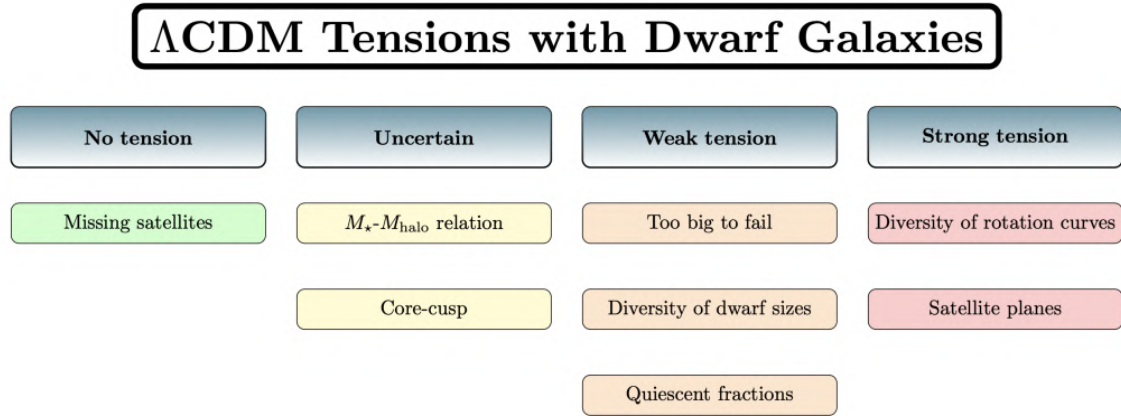 ΛCDM Tensions with Dwarf Galaxies
No tension
Uncertain
Weak tension
Strong tension
Missing satellites
M⋆-Mhalo relation
Too big to fail
Diversity of rotation curves
Core-cusp
Diversity of dwarf sizes
Satellite planes
Quiescent fractions